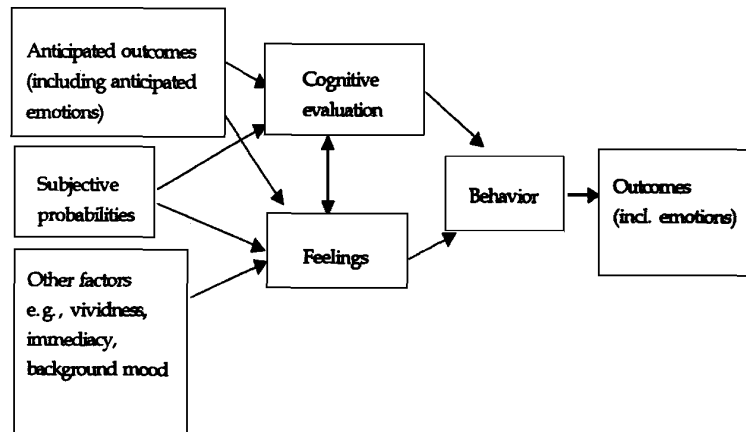 Anticipated outcomes
(including anticipated
emotions)
Cognitive
evaluation
Subjective
probabilities
Behavior
Outcomes
(incl. emotions)
Feelings
Other factors
e.g., vividness,
immediacy,
background mood